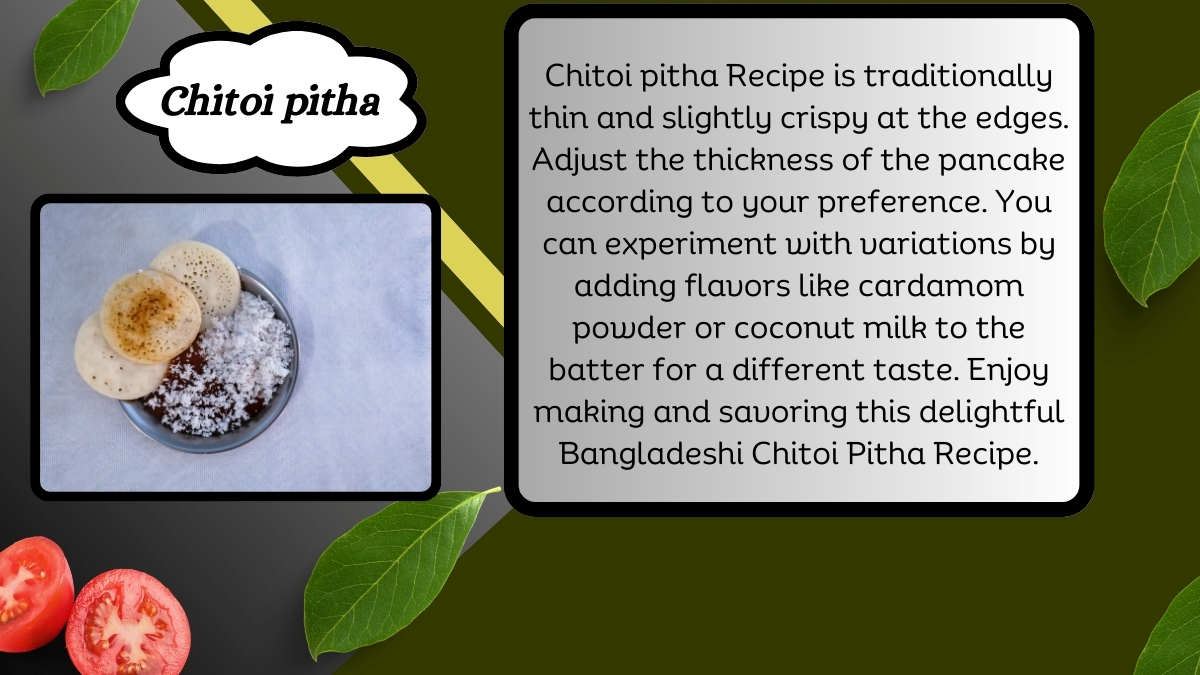 Chitoi pitha
Chitoi pitha Recipe is traditionally
thin and slightly crispy at the edges.
Adjust the thickness of the pancake
according to your preference. You
can experiment with variations by
adding flavors like cardamom
powder or coconut milk to the
batter for a different taste. Enjoy
making and savoring this delightful
Bangladeshi Chitoi Pitha Recipe.